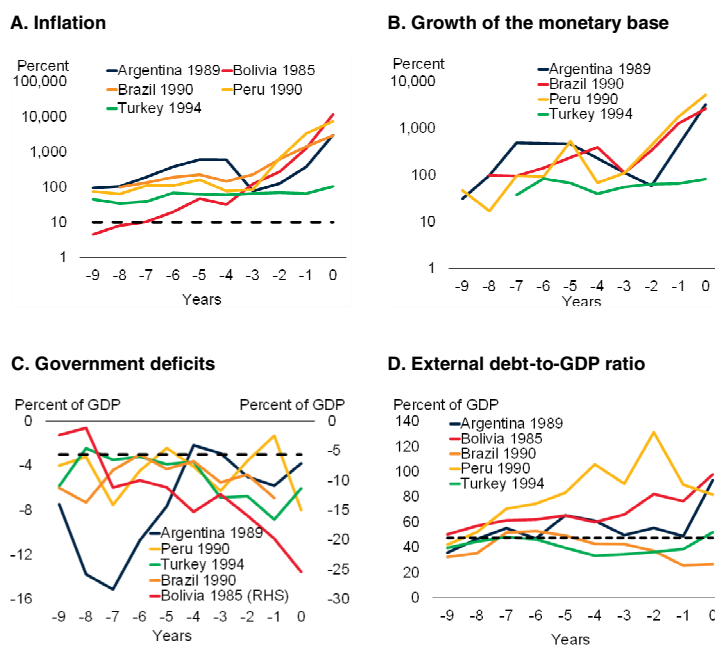 A. Inflation
Percent
100,000
10,000
1,000
100
10
1
Argentina 1989 Bolivia 1985
Brazil 1990 Peru 1990
Turkey 1994
-9 -8 -7 -6 -5 -4 -3 -2 -1 0
Years
B. Growth of the monetary base
Percent
10,000
1,000
100
10
1
Argentina 1989
Brazil 1990
Peru 1990
Turkey 1994
-9 -8 -7 -6 -5 -4 -3 -2 -1 0
Years
C. Government deficits
Percent of GDP Percent of GDP
0 0
-4 -5
-8 -10
-12 -15
-16 -20
-25
-30
Argentina 1989
Peru 1990
Turkey 1994
Brazil 1990
Bolivia 1985 (RHS)
-9 -8 -7 -6 -5 -4 -3 -2 -1 0
Years
D. External debt-to-GDP ratio
Percent of GDP
140
120
100
80
60
40
20
0
Argentina 1989
Bolivia 1985
Brazil 1990
Peru 1990
Turkey 1994
-9 -8 -7 -6 -5 -4 -3 -2 -1 0
Years